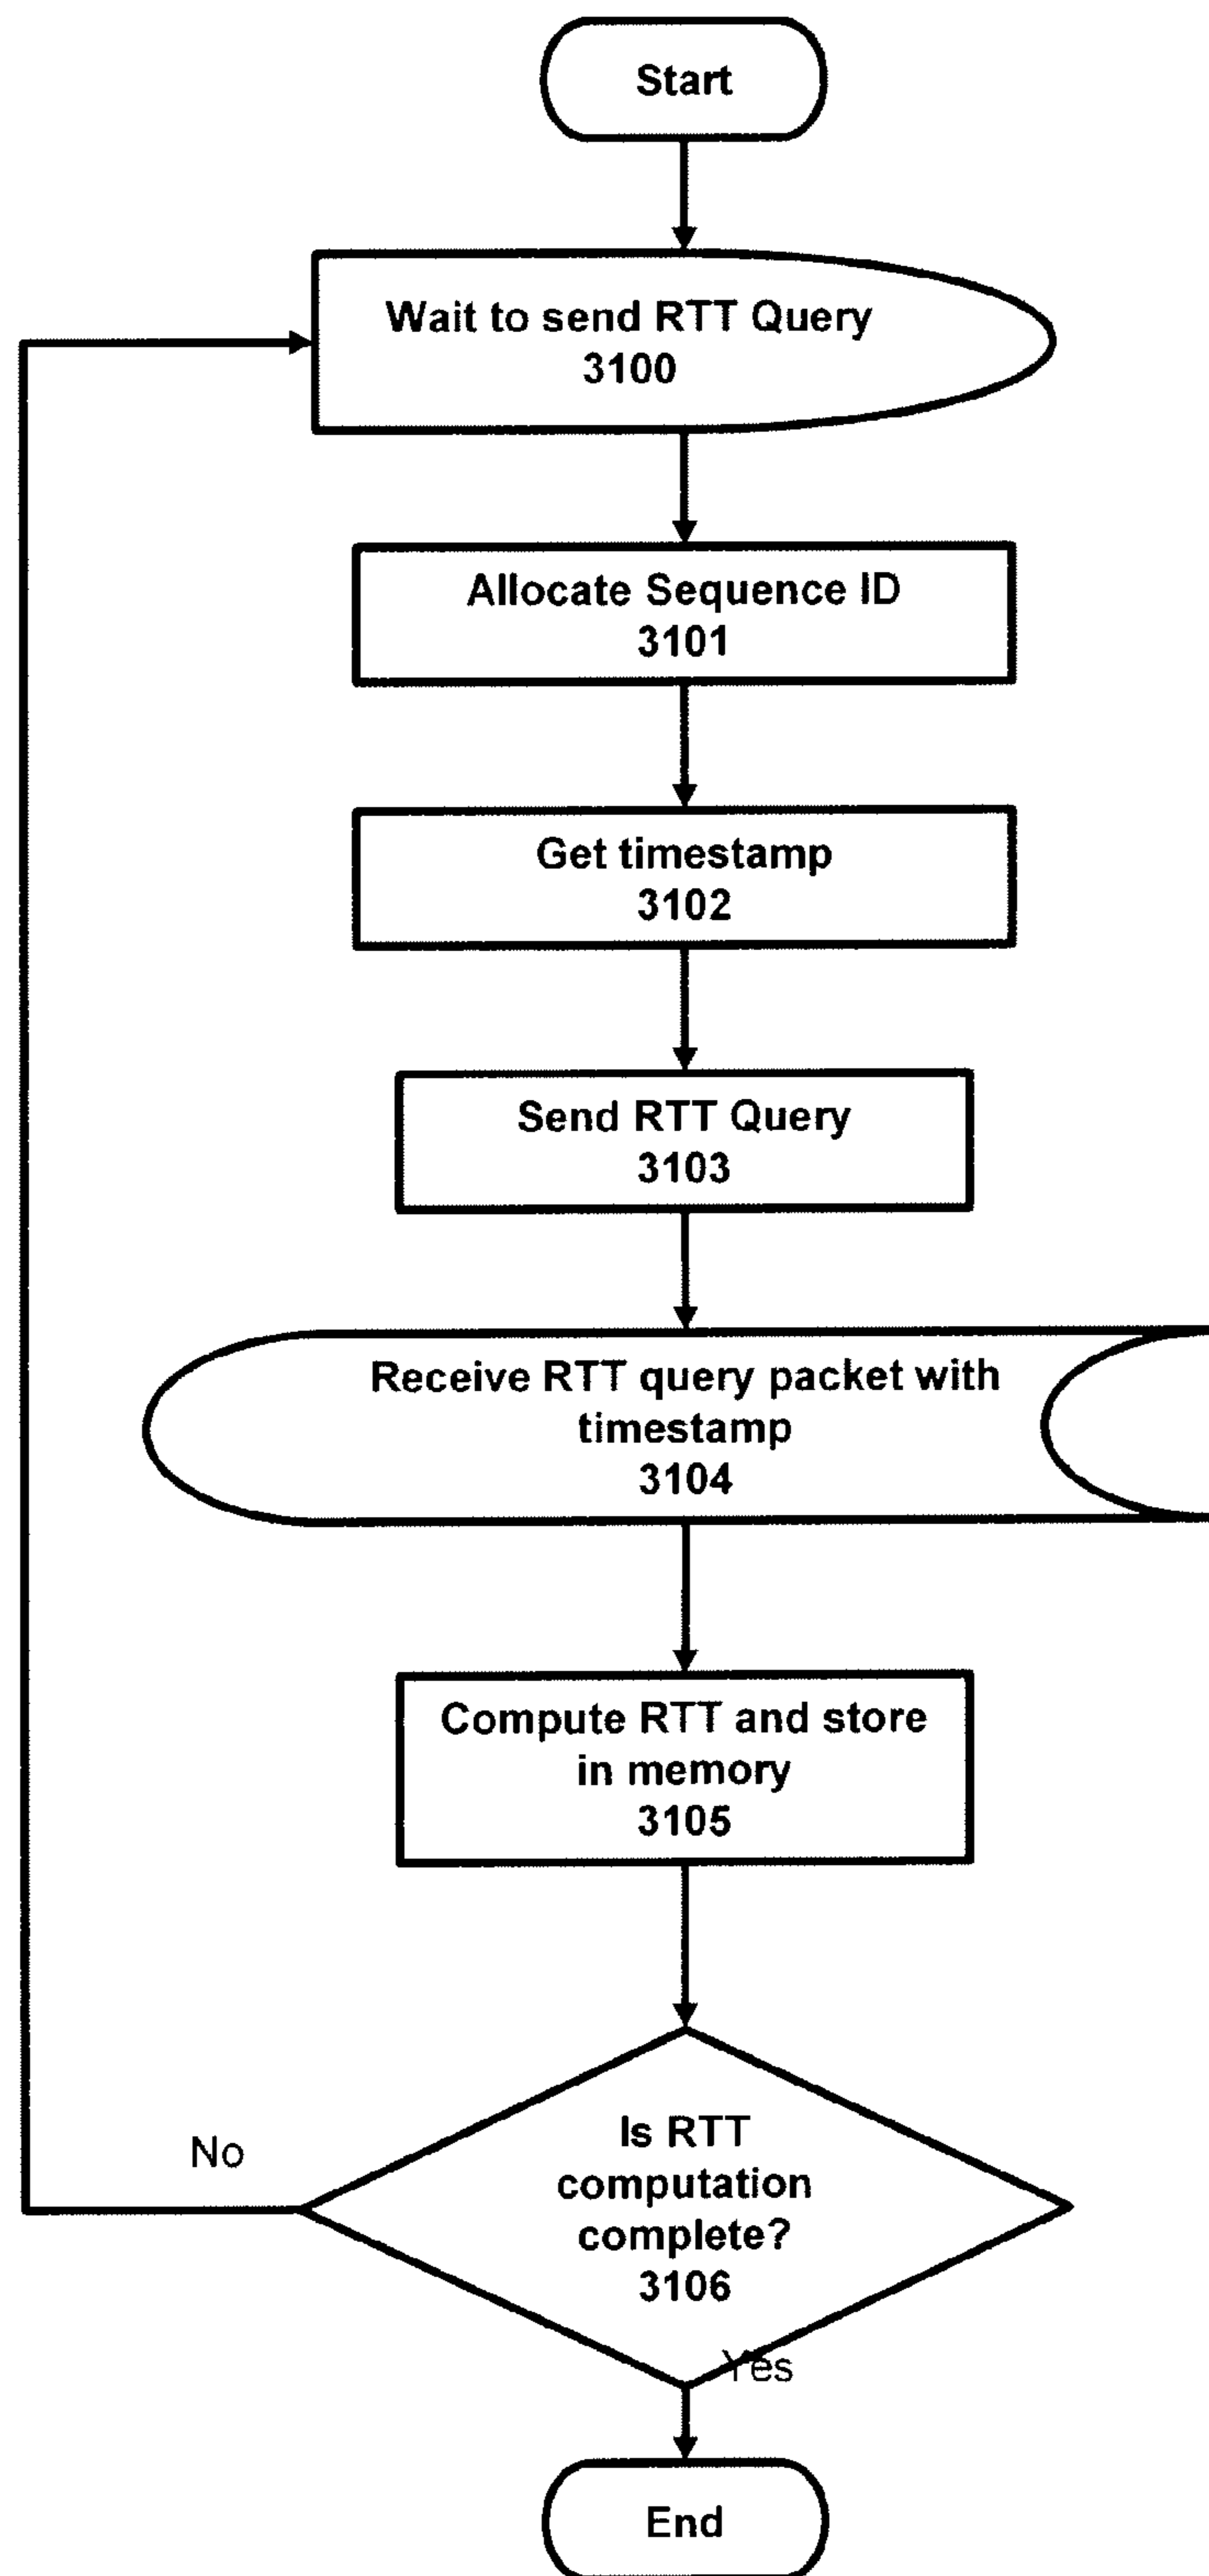 Start
Wait to send RTT Query
3100
Allocate Sequence ID
3101
Get timestamp
3102
Send RTT Query
3103
Receive RTT query packet with
timestamp
3104
Compute RTT and store
in memory
3105
Is RTT
computation
complete?
3106
No
Yes
End